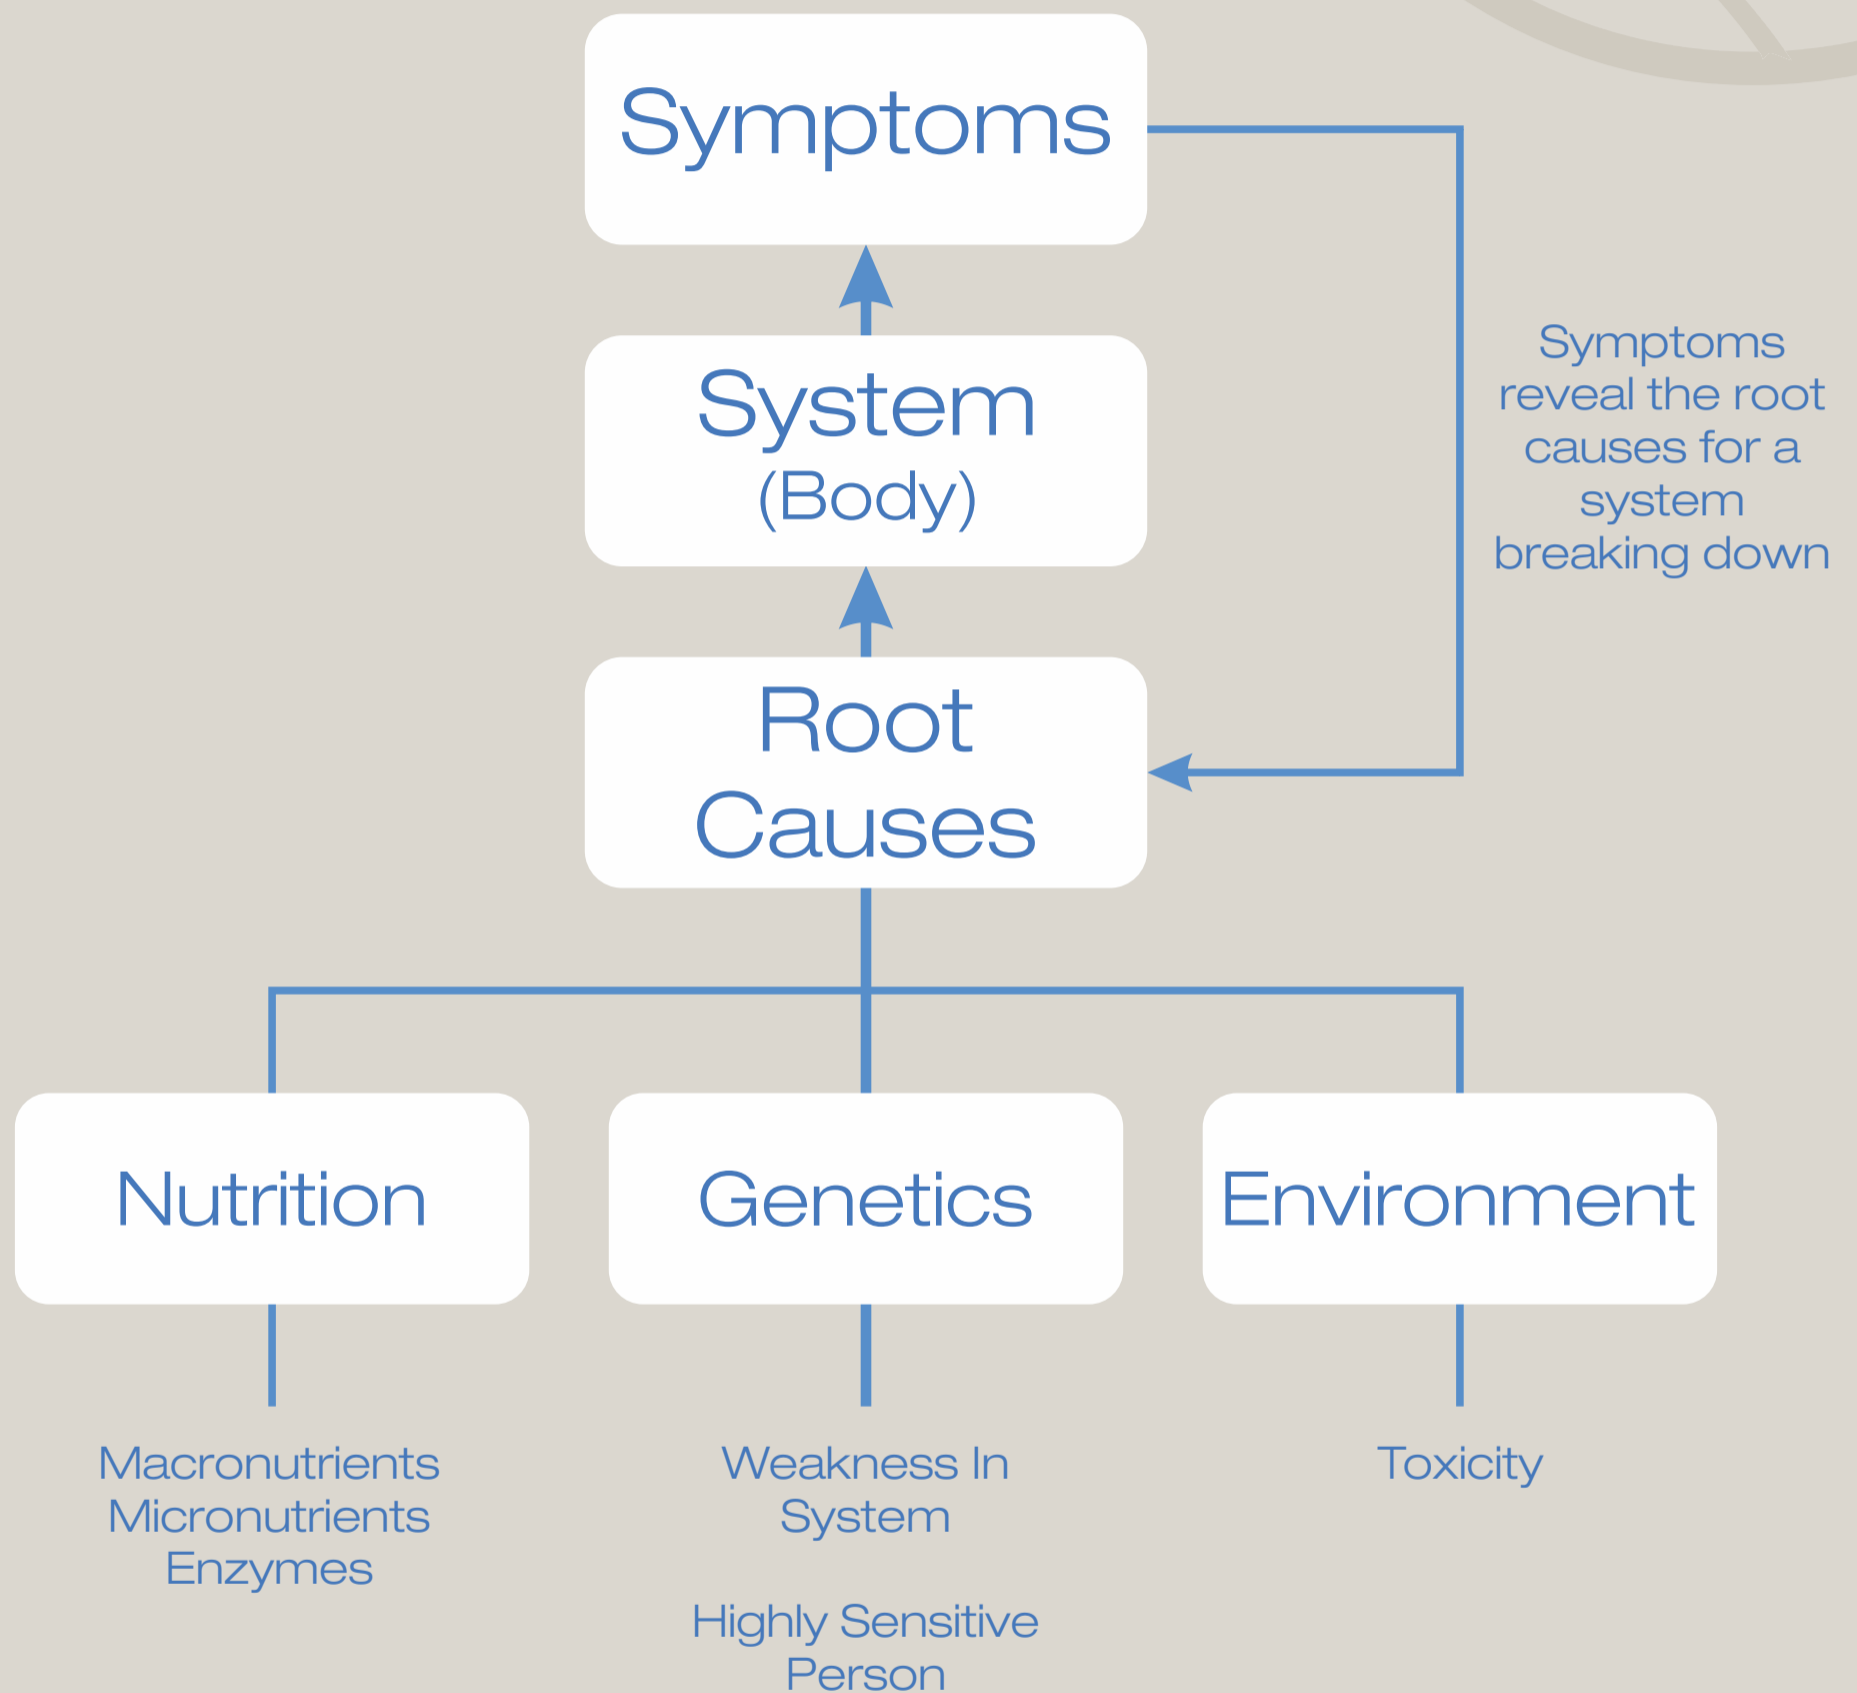 Symptoms
System
(Body)
Symptoms
reveal the root
causes for a
system
breaking down
Root
Causes
Nutrition
Genetics
Environment
Macronutrients
Micronutrients
Enzymes
Weakness In
System
Highly Sensitive
Person
Toxicity